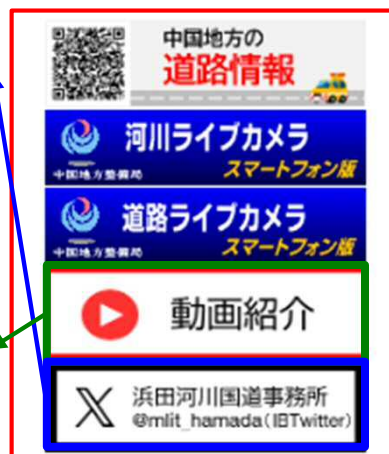 中国地方の
道路情報
河川ライブカメラ
中国地方整備局
スマートフォン版
道路ライブカメラ
中国地方整備局
スマートフォン版
動画紹介
浜田河川国道事務所
@mlit_hamada(旧Twitter)